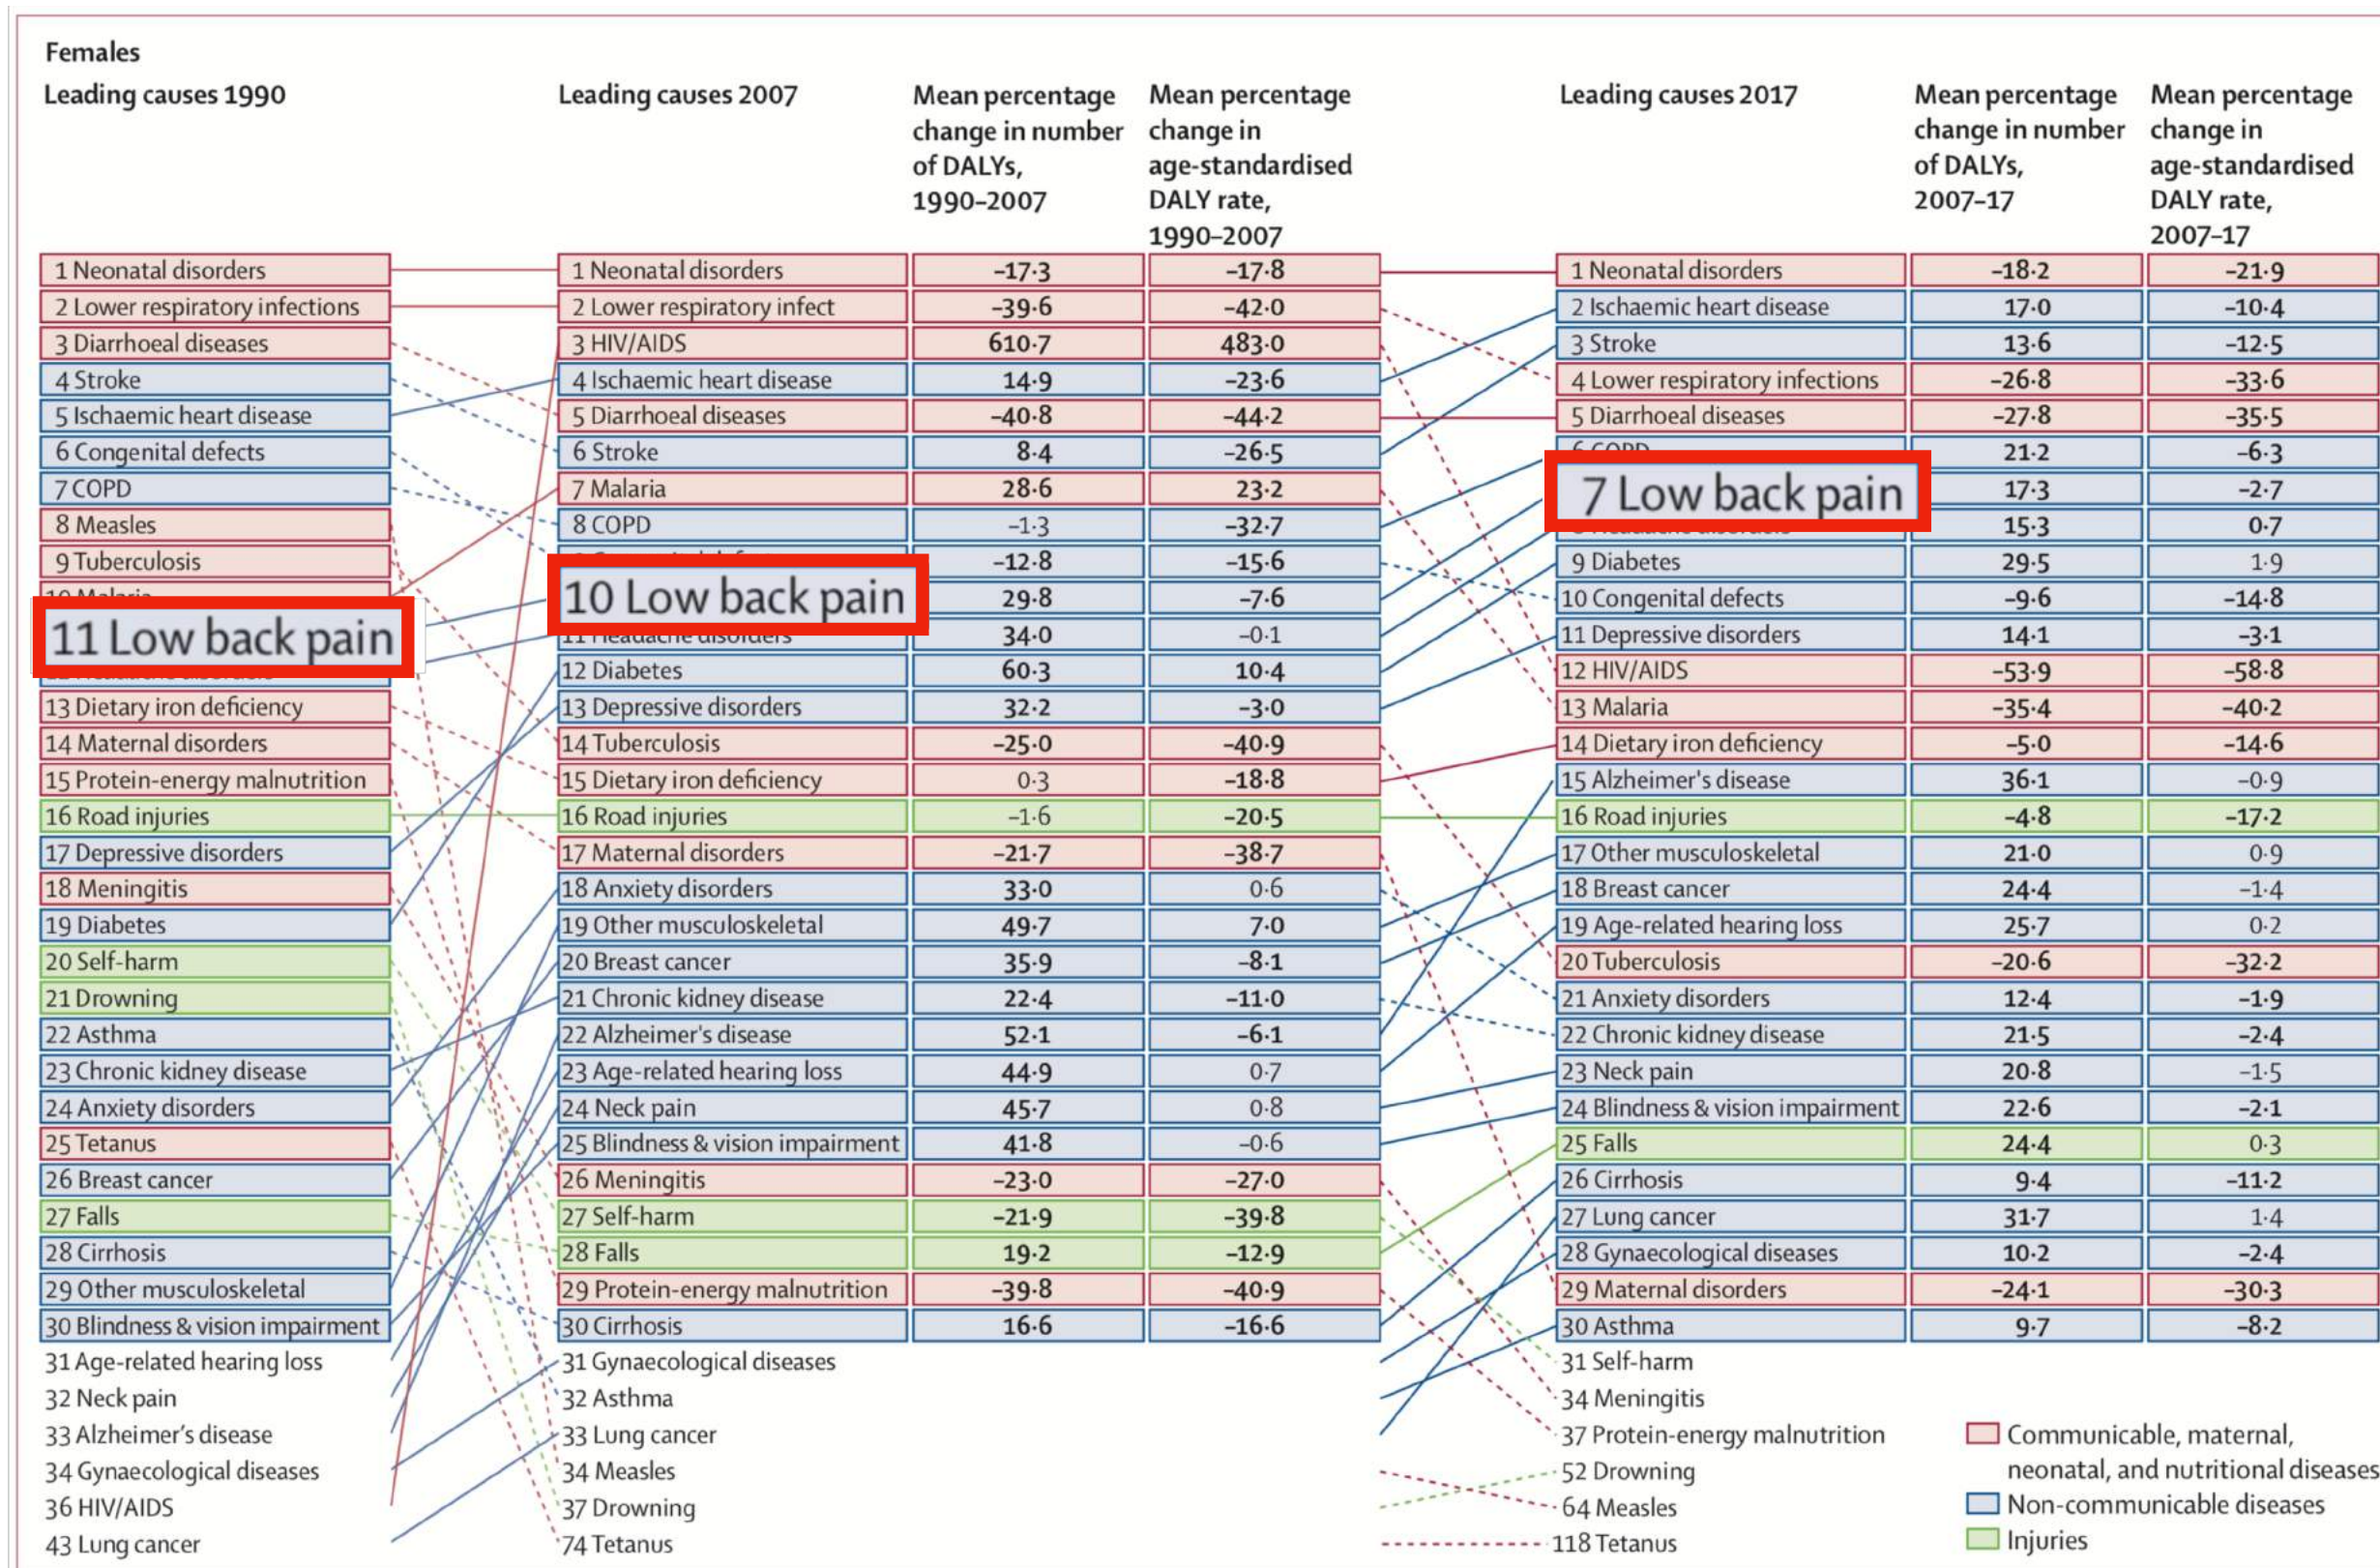 Females
Leading causes 1990
Leading causes 2007
Mean percentage
change in number
of DALYs,
1990–2007
Mean percentage
change in
age-standardised
DALY rate,
1990–2007
Leading causes 2017
Mean percentage
change in number
of DALYs,
2007–17
Mean percentage
change in
age-standardised
DALY rate,
2007–17
1 Neonatal disorders
2 Lower respiratory infections
3 Diarrhoeal diseases
4 Stroke
5 Ischaemic heart disease
6 Congenital defects
7 COPD
8 Measles
9 Tuberculosis
10 Malaria
11 Low back pain
13 Dietary iron deficiency
14 Maternal disorders
15 Protein-energy malnutrition
16 Road injuries
17 Depressive disorders
18 Meningitis
19 Diabetes
20 Self-harm
21 Drowning
22 Asthma
23 Chronic kidney disease
24 Anxiety disorders
25 Tetanus
26 Breast cancer
27 Falls
28 Cirrhosis
29 Other musculoskeletal
30 Blindness & vision impairment
31 Age-related hearing loss
32 Neck pain
33 Alzheimer's disease
34 Gynaecological diseases
36 HIV/AIDS
43 Lung cancer
1 Neonatal disorders –17·3 –17·8
2 Lower respiratory infect –39·6 –42·0
3 HIV/AIDS 610·7 483·0
4 Ischaemic heart disease 14·9 –23·6
5 Diarrhoeal diseases –40·8 –44·2
6 Stroke 8·4 –26·5
7 Malaria 28·6 23·2
8 COPD –1·3 –32·7
–12·8 –15·6
10 Low back pain 29·8 –7·6
11 Headache disorders 34·0 –0·1
12 Diabetes 60·3 10·4
13 Depressive disorders 32·2 –3·0
14 Tuberculosis –25·0 –40·9
15 Dietary iron deficiency 0·3 –18·8
16 Road injuries –1·6 –20·5
17 Maternal disorders –21·7 –38·7
18 Anxiety disorders 33·0 0·6
19 Other musculoskeletal 49·7 7·0
20 Breast cancer 35·9 –8·1
21 Chronic kidney disease 22·4 –11·0
22 Alzheimer's disease 52·1 –6·1
23 Age-related hearing loss 44·9 0·7
24 Neck pain 45·7 0·8
25 Blindness & vision impairment 41·8 –0·6
26 Meningitis –23·0 –27·0
27 Self-harm –21·9 –39·8
28 Falls 19·2 –12·9
29 Protein-energy malnutrition –39·8 –40·9
30 Cirrhosis 16·6 –16·6
31 Gynaecological diseases
32 Asthma
33 Lung cancer
34 Measles
37 Drowning
74 Tetanus
1 Neonatal disorders –18·2 –21·9
2 Ischaemic heart disease 17·0 –10·4
3 Stroke 13·6 –12·5
4 Lower respiratory infections –26·8 –33·6
5 Diarrhoeal diseases –27·8 –35·5
6 COPD 21·2 –6·3
7 Low back pain 17·3 –2·7
15·3 0·7
9 Diabetes 29·5 1·9
10 Congenital defects –9·6 –14·8
11 Depressive disorders 14·1 –3·1
12 HIV/AIDS –53·9 –58·8
13 Malaria –35·4 –40·2
14 Dietary iron deficiency –5·0 –14·6
15 Alzheimer's disease 36·1 –0·9
16 Road injuries –4·8 –17·2
17 Other musculoskeletal 21·0 0·9
18 Breast cancer 24·4 –1·4
19 Age-related hearing loss 25·7 0·2
20 Tuberculosis –20·6 –32·2
21 Anxiety disorders 12·4 –1·9
22 Chronic kidney disease 21·5 –2·4
23 Neck pain 20·8 –1·5
24 Blindness & vision impairment 22·6 –2·1
25 Falls 24·4 0·3
26 Cirrhosis 9·4 –11·2
27 Lung cancer 31·7 1·4
28 Gynaecological diseases 10·2 –2·4
29 Maternal disorders –24·1 –30·3
30 Asthma 9·7 –8·2
31 Self-harm
34 Meningitis
37 Protein-energy malnutrition
52 Drowning
64 Measles
118 Tetanus
Communicable, maternal,
neonatal, and nutritional diseases
Non-communicable diseases
Injuries